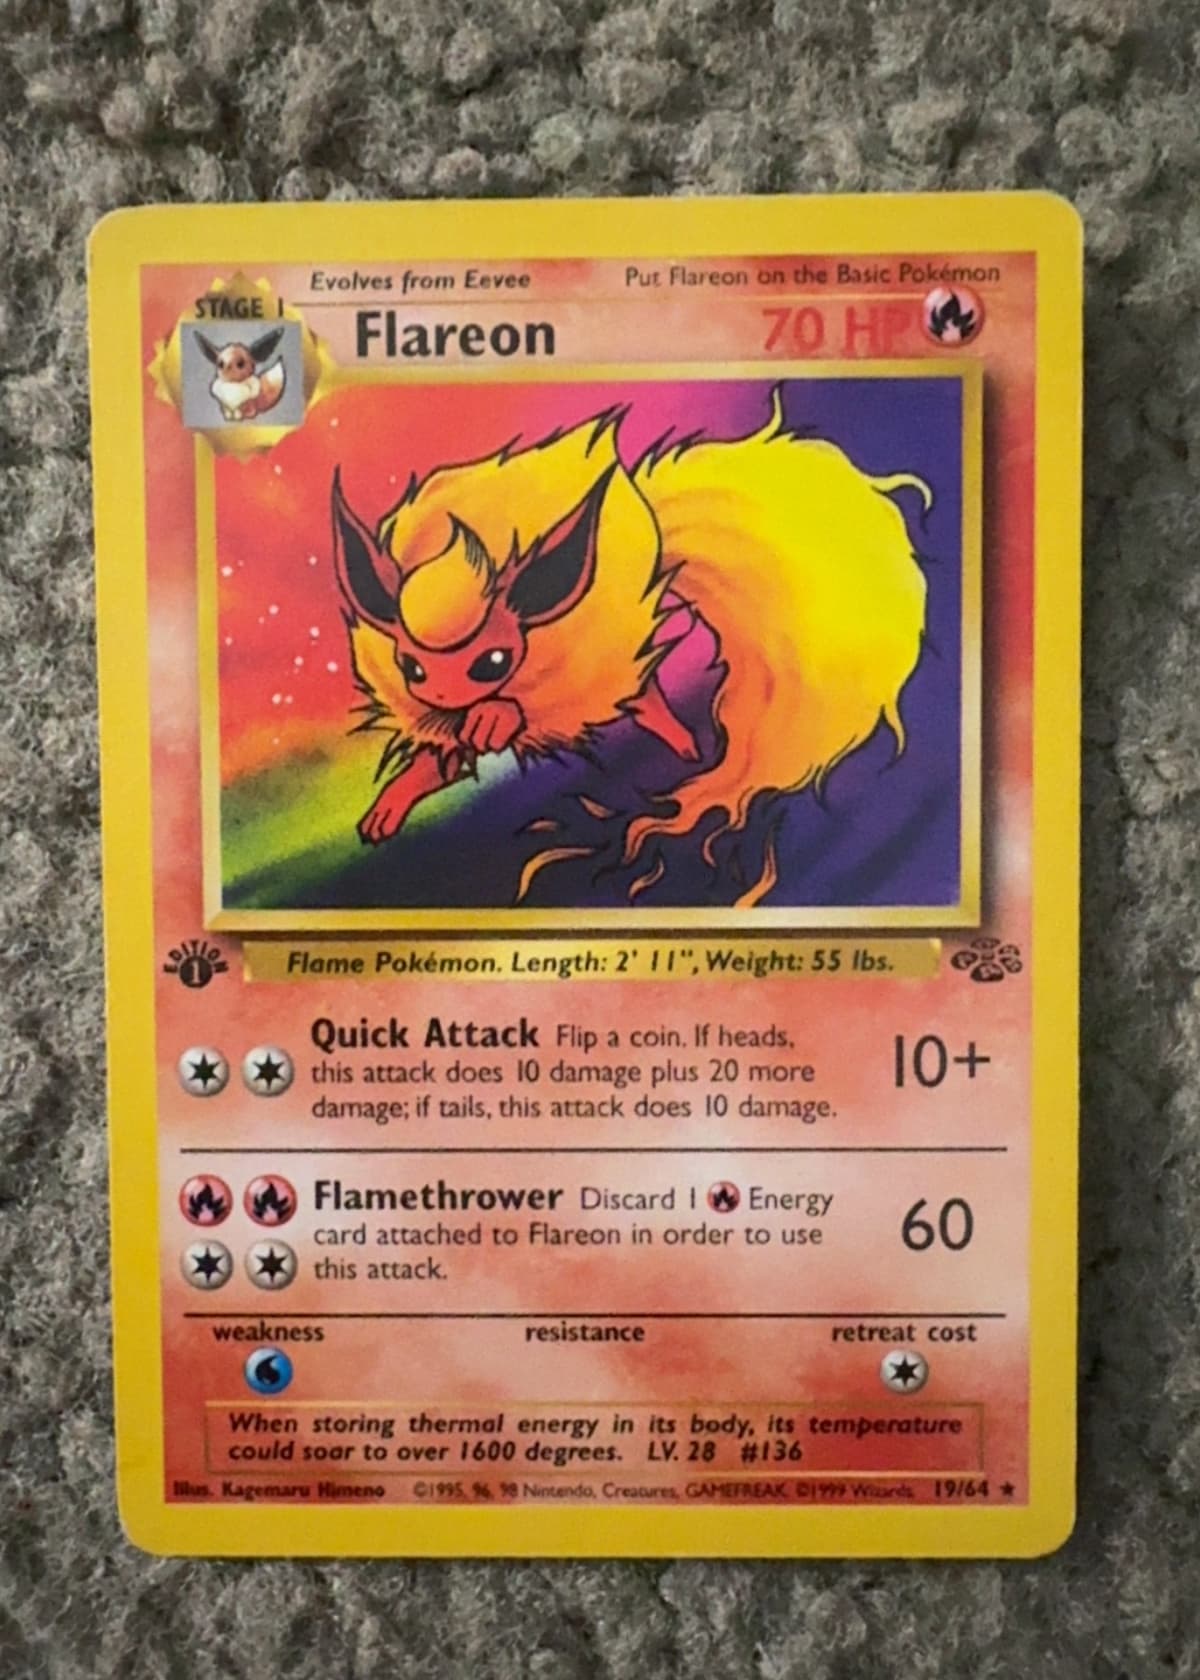 Evolves from Eevee Put Flareon on the Basic Pokémon
STAGE 1
Flareon 70 HP
EDITION
1
Flame Pokémon. Length: 2' 11", Weight: 55 lbs.
Quick Attack Flip a coin. If heads,
this attack does 10 damage plus 20 more
damage; if tails, this attack does 10 damage.
10+
Flamethrower Discard 1 Energy
card attached to Flareon in order to use
this attack.
60
weakness resistance retreat cost
When storing thermal energy in its body, its temperature
could soar to over 1600 degrees. LV. 28 #136
Illus. Kagemaru Himeno ©1995, 96, 98 Nintendo, Creatures, GAMEFREAK. ©1999 Wizards. 19/64 ★